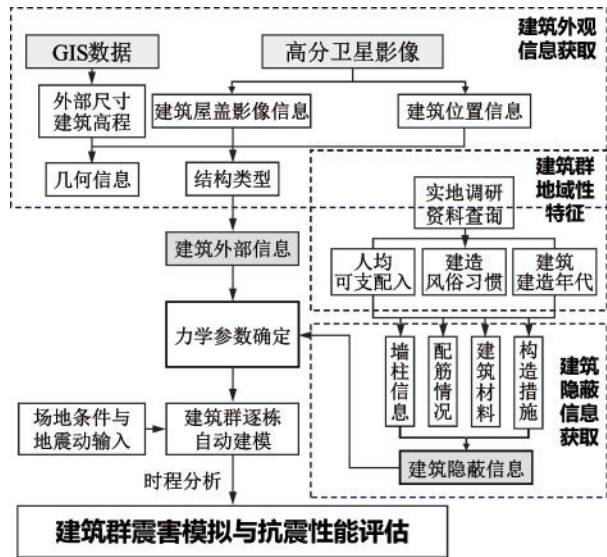 建筑外观
信息获取
GIS数据
高分卫星影像
外部尺寸
建筑高程
建筑屋盖影像信息
建筑位置信息
几何信息
结构类型
建筑群
地域性
特征
实地调研
资料查询
建筑外部信息
人均
可支配入
建造
风俗习惯
建筑
建造年代
力学参数确定
墙柱信息
配筋情况
建筑材料
构造措施
建筑
隐蔽
信息
获取
场地条件与
地震动输入
建筑群逐栋
自动建模
建筑隐蔽信息
时程分析
建筑群震害模拟与抗震性能评估